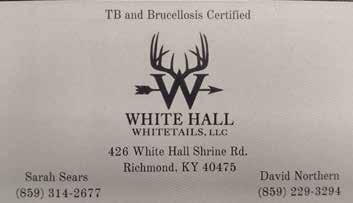 TB and Brucellosis Certified
W
WHITE HALL
WHITETAILS, LLC
426 White Hall Shrine Rd.
Richmond, KY 40475
Sarah Sears
(859) 314-2677
David Northern
(859) 229-3294